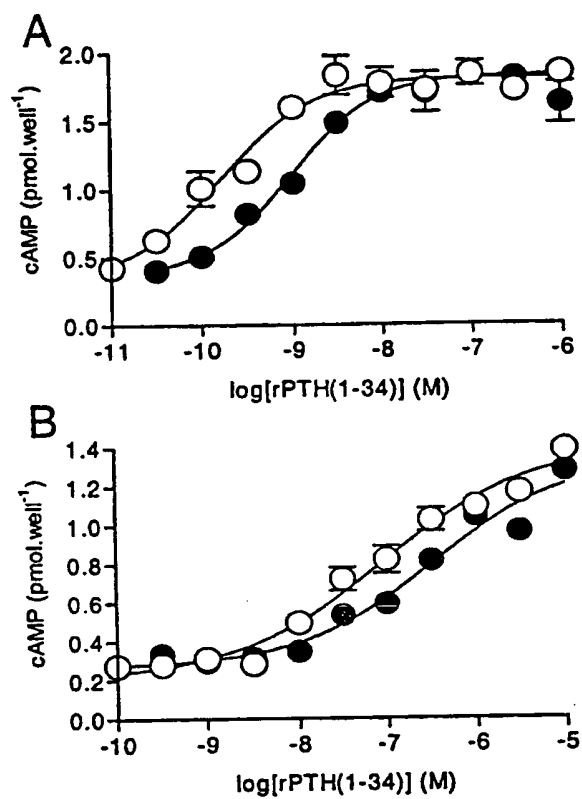 A
cAMP (pmol.well⁻¹)
2.0
1.5
1.0
0.5
0.0
-11 -10 -9 -8 -7 -6
log[rPTH(1-34)] (M)
B
cAMP (pmol.well⁻¹)
1.4
1.2
1.0
0.8
0.6
0.4
0.2
0.0
-10 -9 -8 -7 -6 -5
log[rPTH(1-34)] (M)